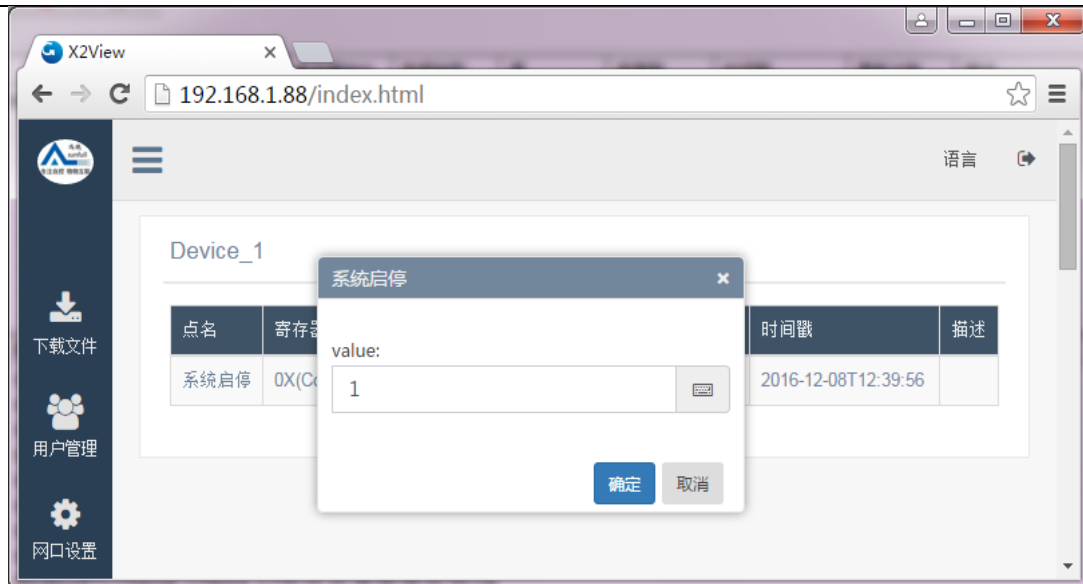 X2View
192.168.1.88/index.html
语言
Device_1
系统启停
点名
寄存器
时间戳
描述
value:
系统启停
0X(Co
1
2016-12-08T12:39:56
确定
取消
下载文件
用户管理
网口设置